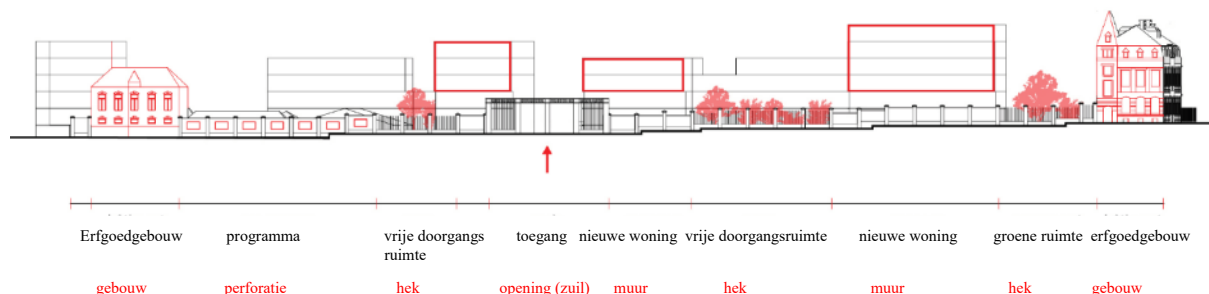 Erfgoedgebouw programma vrije doorgangs toegang nieuwe woning vrije doorgangsruimte nieuwe woning groene ruimte erfgoedgebouw
ruimte
gebouw perforatie hek opening (zuil) muur hek muur hek gebouw